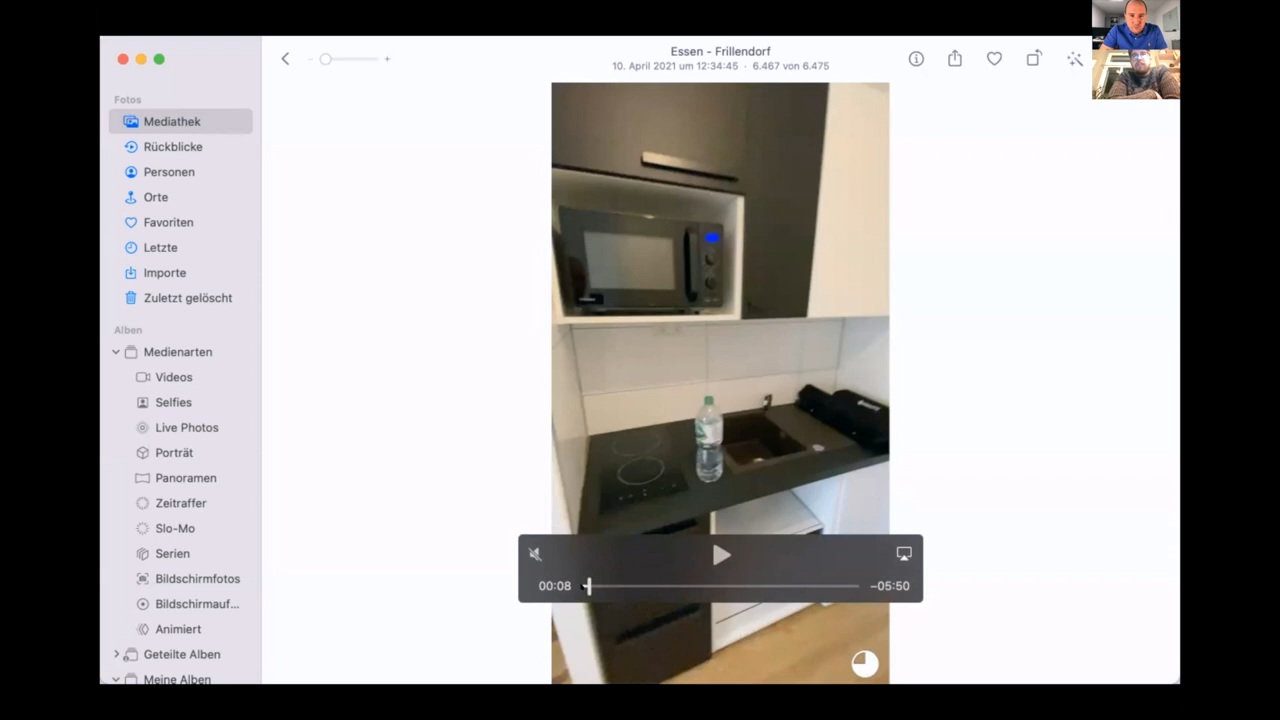 Essen - Frillendorf
10. April 2021 um 12:34:45 · 6.467 von 6.475
Fotos
Mediathek
Rückblicke
Personen
Orte
Favoriten
Letzte
Importe
Zuletzt gelöscht
Alben
Medienarten
Videos
Selfies
Live Photos
Porträt
Panoramen
Zeitraffer
Slo-Mo
Serien
Bildschirmfotos
Bildschirmauf...
Animiert
Geteilte Alben
Meine Alben
00:08
−05:50